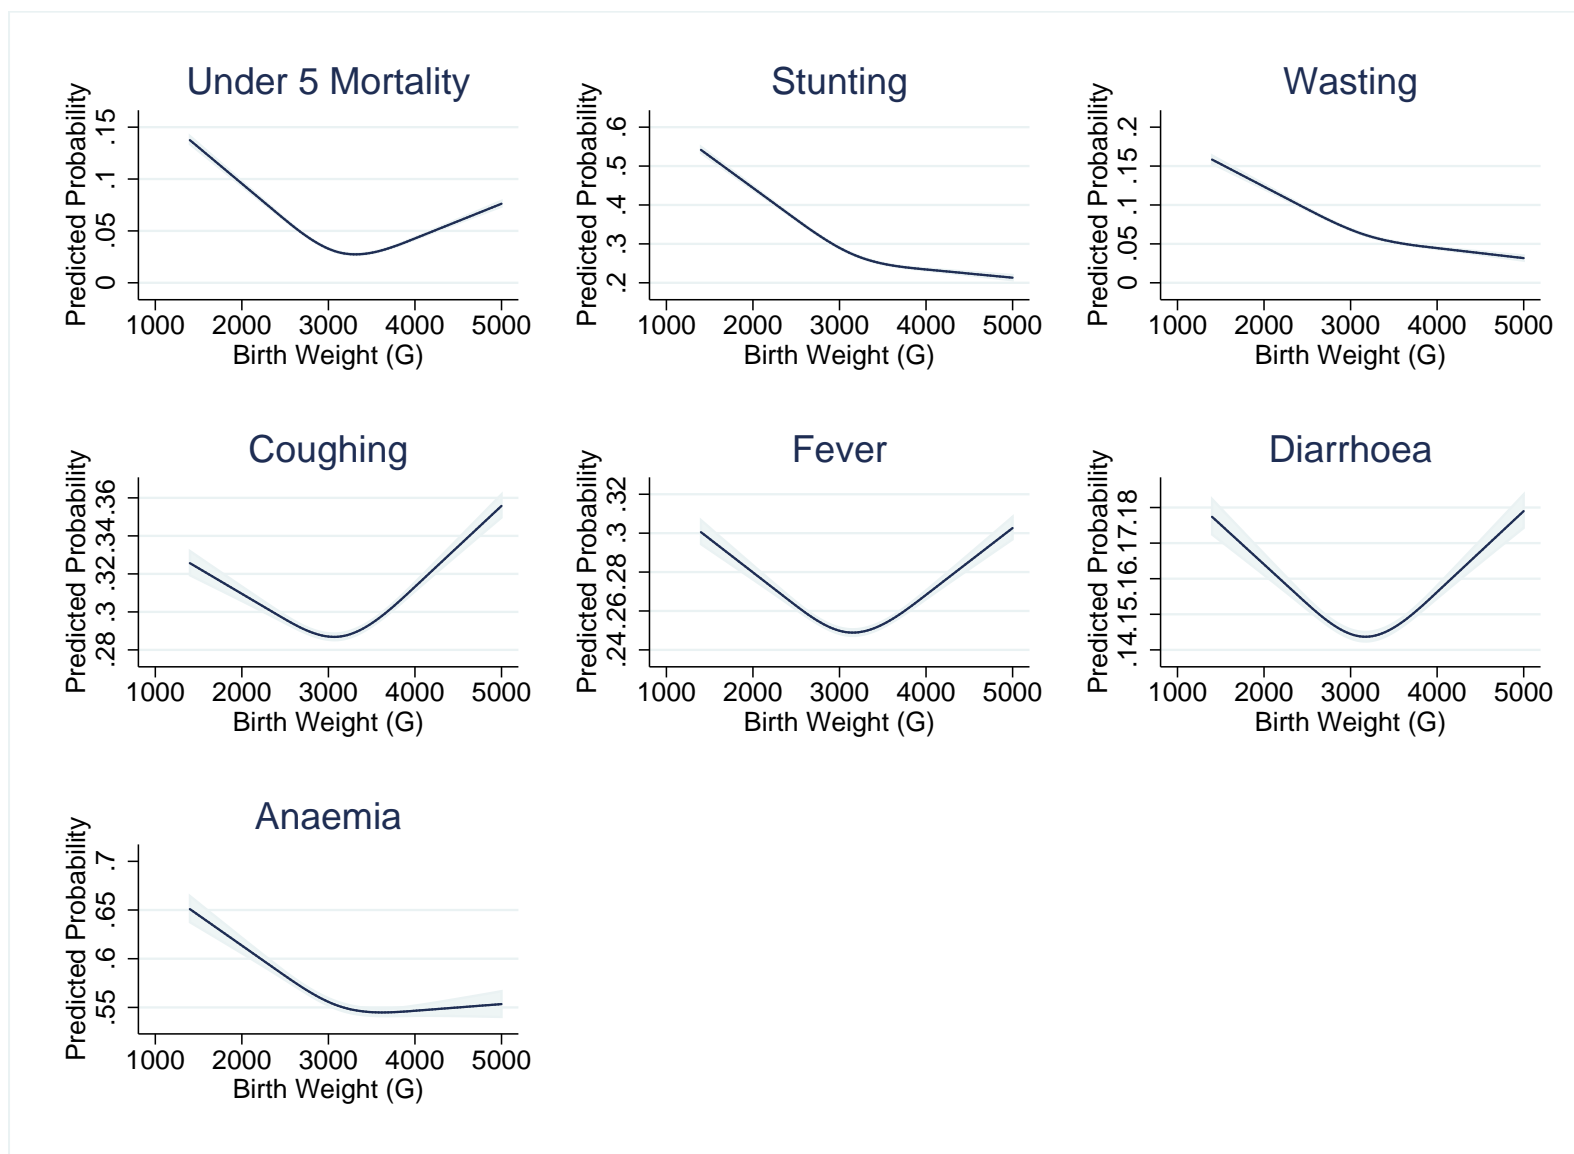 Under 5 Mortality
Predicted Probability
0 .05 .1 .15
1000 2000 3000 4000 5000
Birth Weight (G)
Stunting
Predicted Probability
.2 .3 .4 .5 .6
1000 2000 3000 4000 5000
Birth Weight (G)
Wasting
Predicted Probability
0 .05 .1 .15 .2
1000 2000 3000 4000 5000
Birth Weight (G)
Coughing
Predicted Probability
.28 .3 .32 .34 .36
1000 2000 3000 4000 5000
Birth Weight (G)
Fever
Predicted Probability
.24 .26 .28 .3 .32
1000 2000 3000 4000 5000
Birth Weight (G)
Diarrhoea
Predicted Probability
.14 .15 .16 .17 .18
1000 2000 3000 4000 5000
Birth Weight (G)
Anaemia
Predicted Probability
.55 .6 .65 .7
1000 2000 3000 4000 5000
Birth Weight (G)